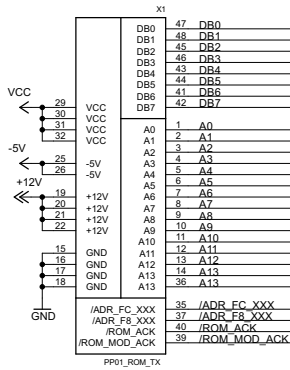 X1
DB0 47 DB0
DB1 48 DB1
DB2 45 DB2
DB3 46 DB3
DB4 43 DB4
DB5 44 DB5
DB6 41 DB6
DB7 42 DB7
VCC
29 VCC
30 VCC
31 VCC
32 VCC
-5V
25 -5V
26 -5V
+12V
19 +12V
20 +12V
21 +12V
22 +12V
15 GND
16 GND
17 GND
18 GND
GND
A0 1 A0
A1 2 A1
A2 3 A2
A3 4 A3
A4 5 A4
A5 6 A5
A6 7 A6
A7 8 A7
A8 9 A8
A9 10 A9
A10 11 A10
A11 12 A11
A12 13 A12
A13 14 A13
A13 36 A13
/ADR_FC_XXX 35 /ADR_FC_XXX
/ADR_F8_XXX 37 /ADR_F8_XXX
/ROM_ACK 40 /ROM_ACK
/ROM_MOD_ACK 39 /ROM_MOD_ACK
PP01_ROM_TX